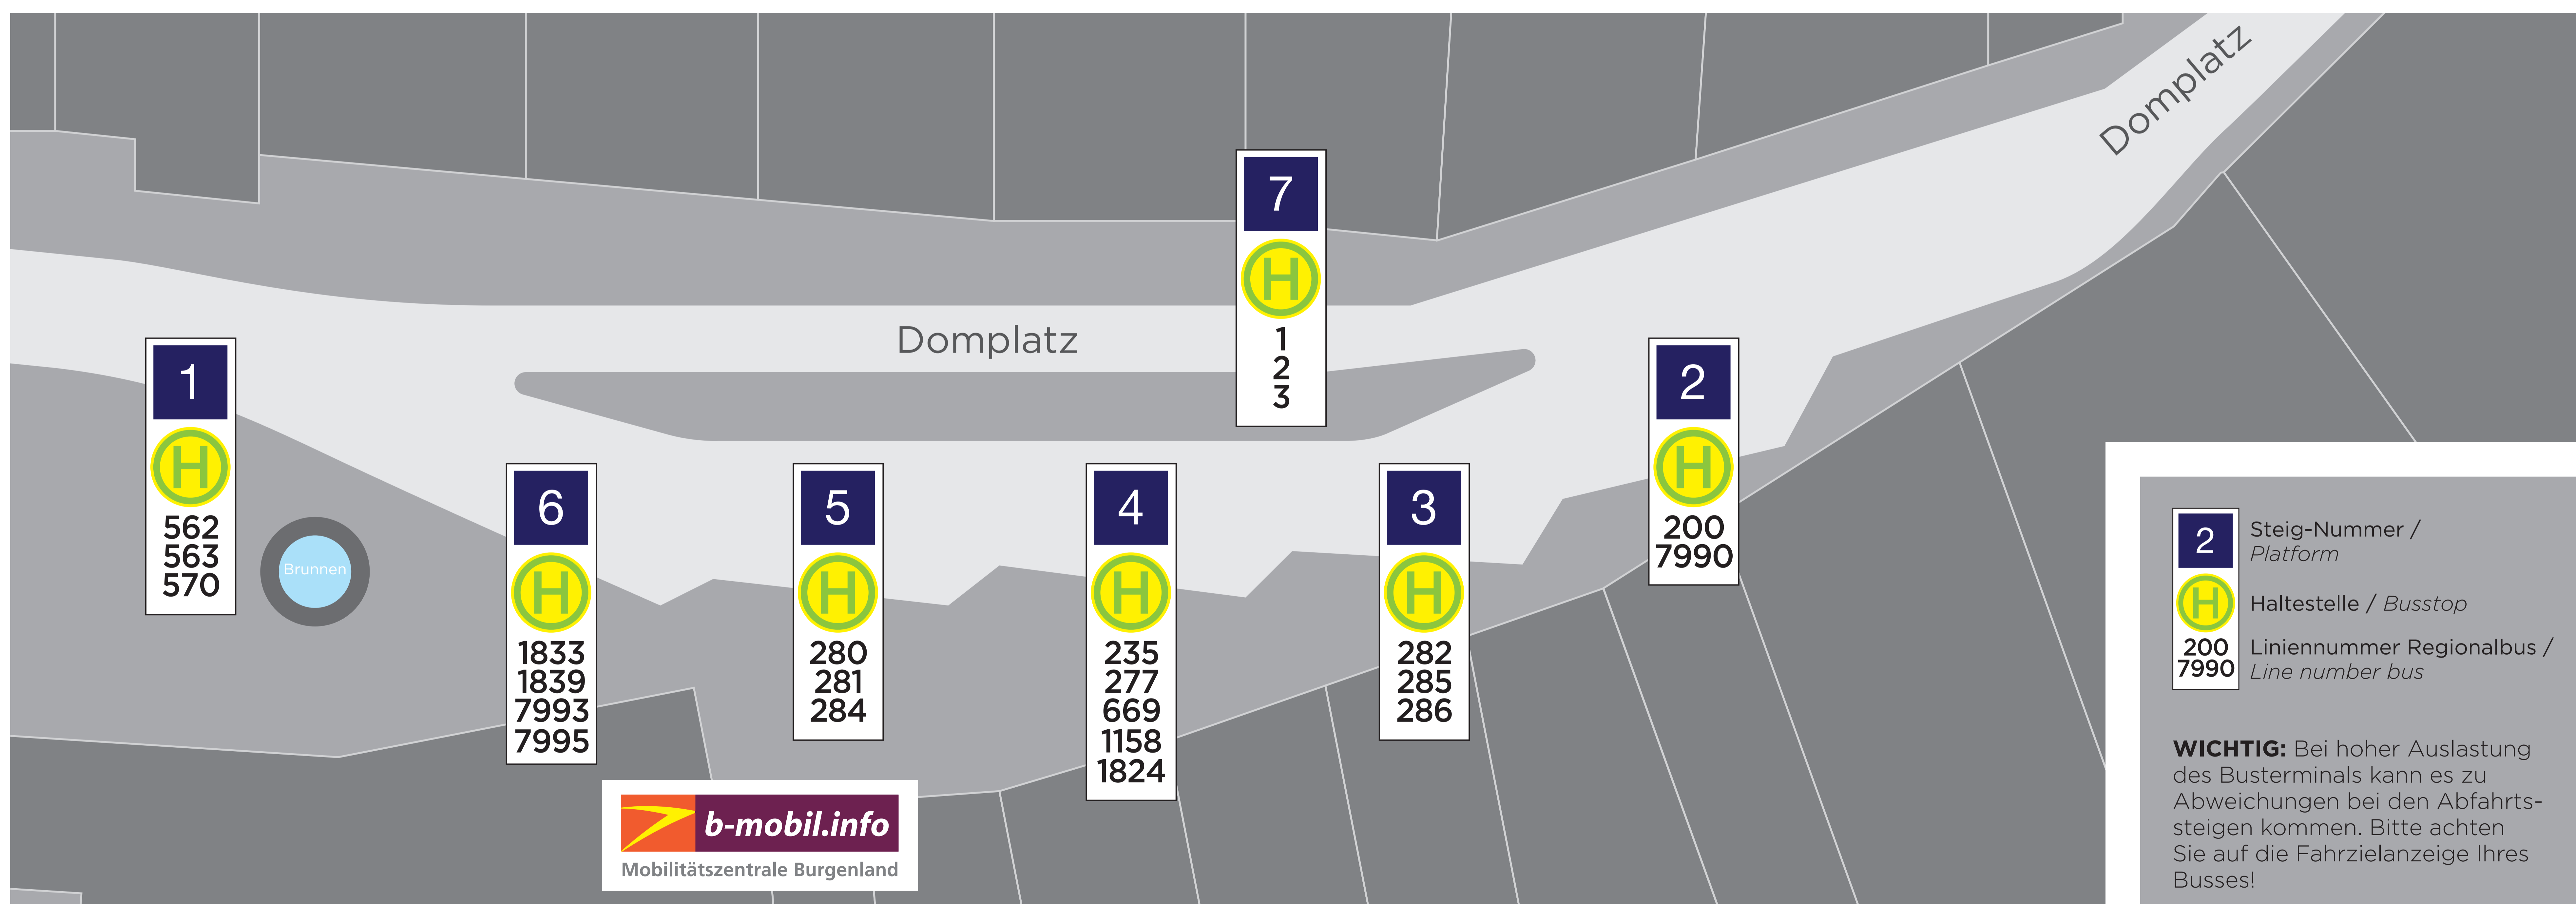 Domplatz
7
H
1
2
3
Domplatz
1
H
562
563
570
Brunnen
6
H
1833
1839
7993
7995
5
H
280
281
284
4
H
235
277
669
1158
1824
3
H
282
285
286
2
H
200
7990
b-mobil.info
Mobilitätszentrale Burgenland
2
Steig-Nummer /
Platform
H
Haltestelle / Busstop
200
7990
Liniennummer Regionalbus /
Line number bus
WICHTIG: Bei hoher Auslastung
des Busterminals kann es zu
Abweichungen bei den Abfahrts-
steigen kommen. Bitte achten
Sie auf die Fahrzielanzeige Ihres
Busses!